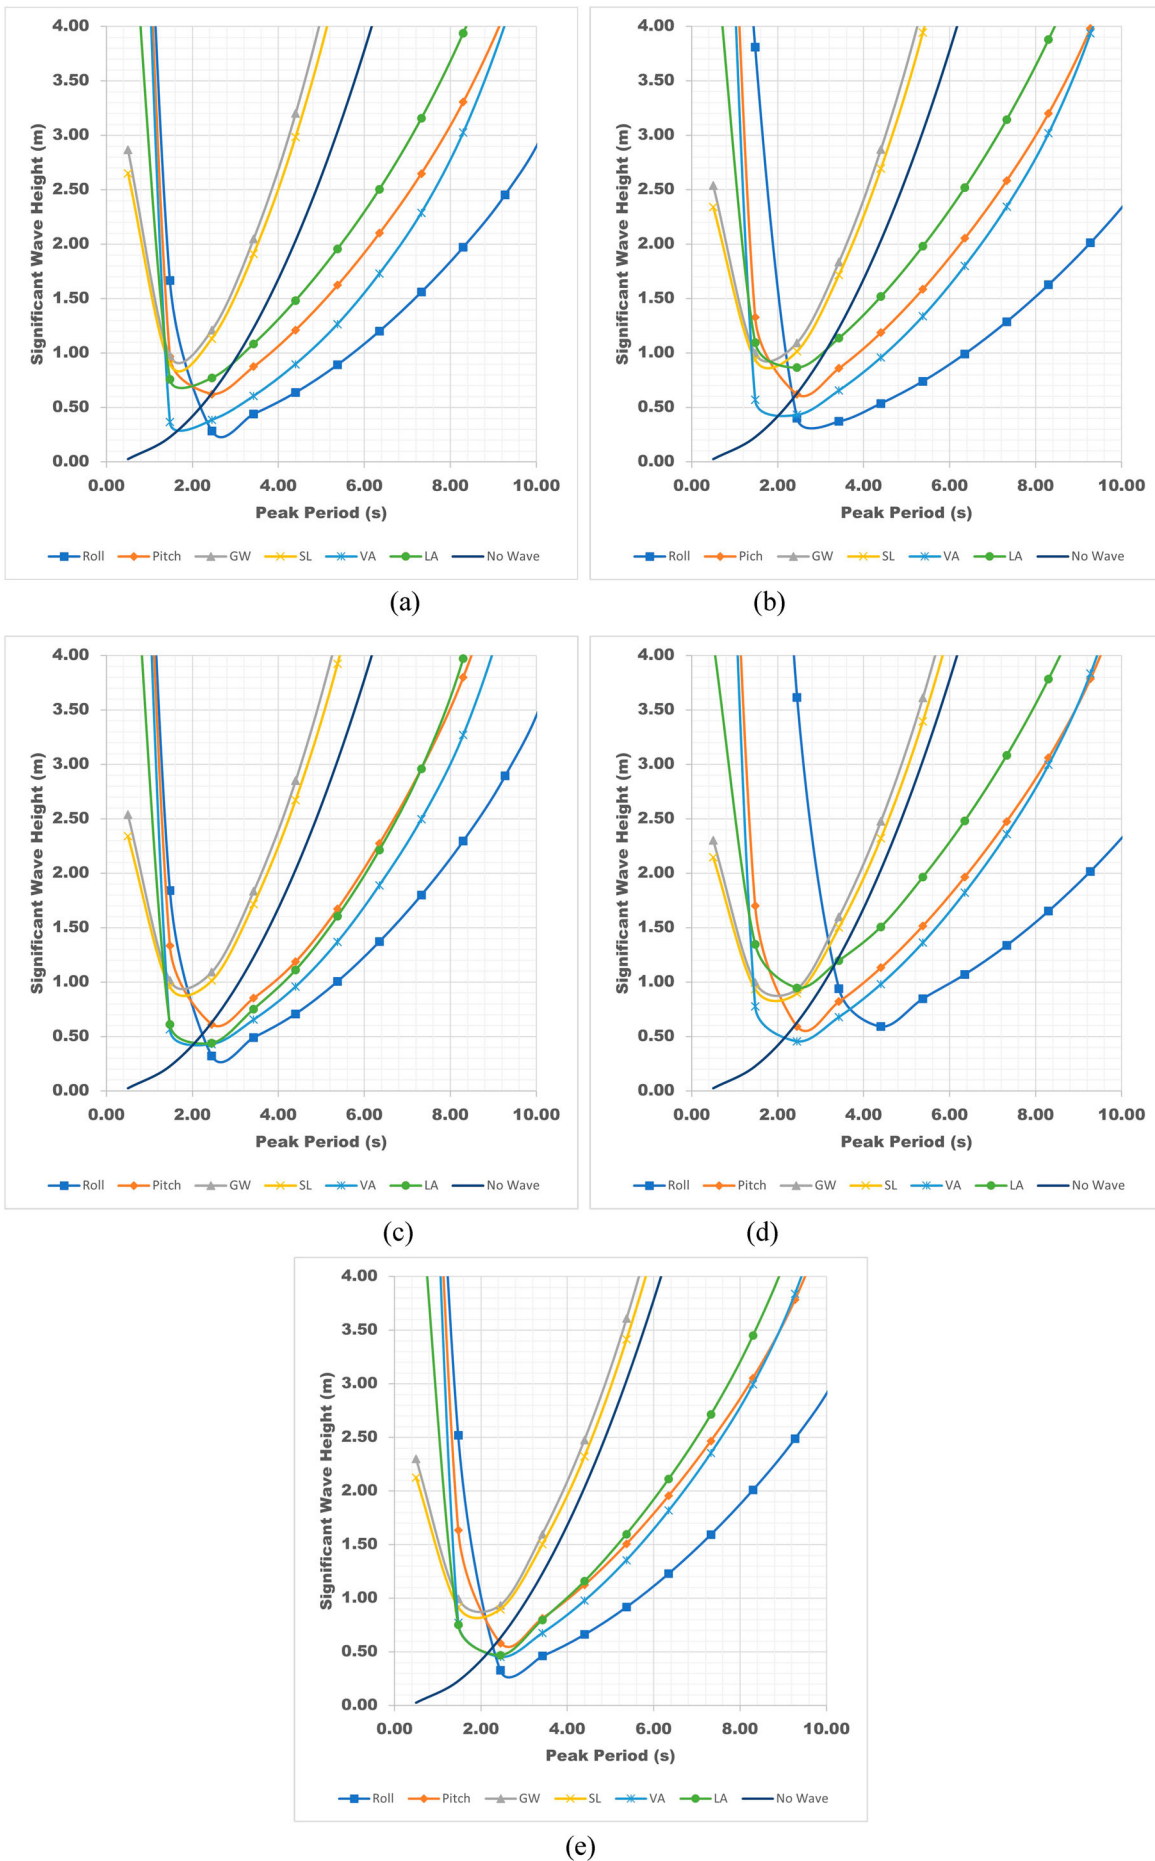 4.00
3.50
3.00
2.50
2.00
1.50
1.00
0.50
0.00
Significant Wave Height (m)
0.00 2.00 4.00 6.00 8.00 10.00
Peak Period (s)
Roll Pitch GW SL VA LA No Wave
(a)
4.00
3.50
3.00
2.50
2.00
1.50
1.00
0.50
0.00
Significant Wave Height (m)
0.00 2.00 4.00 6.00 8.00 10.00
Peak Period (s)
Roll Pich GW SL VA LA No Wave
(b)
4.00
3.50
3.00
2.50
2.00
1.50
1.00
0.50
0.00
Significant Wave Height (m)
0.00 2.00 4.00 6.00 8.00 10.00
Peak Period (s)
Roll Pitch GW SL VA LA No Wave
(c)
4.00
3.50
3.00
2.50
2.00
1.50
1.00
0.50
0.00
Significant Wave Height (m)
0.00 2.00 4.00 6.00 8.00 10.00
Peak Period (s)
Roll Pitch GW SL VA LA No Wave
(d)
4.00
3.50
3.00
2.50
2.00
1.50
1.00
0.50
0.00
Significant Wave Height (m)
0.00 2.00 4.00 6.00 8.00 10.00
Peak Period (s)
Roll Pitch GW SL VA LA No Wave
(e)